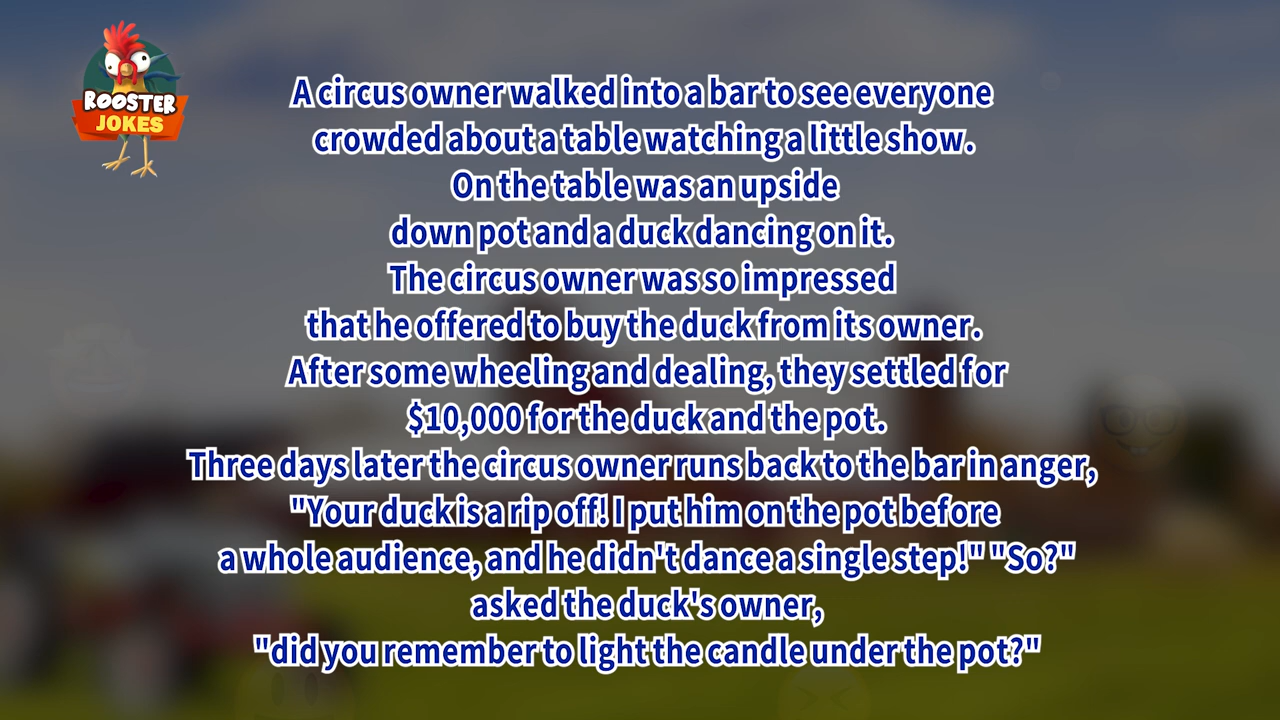 ROOSTER
JOKES
A circus owner walked into a bar to see everyone
crowded about a table watching a little show.
On the table was an upside
down pot and a duck dancing on it.
The circus owner was so impressed
that he offered to buy the duck from its owner.
After some wheeling and dealing, they settled for
$10,000 for the duck and the pot.
Three days later the circus owner runs back to the bar in anger,
"Your duck is a rip off! I put him on the pot before
a whole audience, and he didn't dance a single step!" "So?"
asked the duck's owner,
"did you remember to light the candle under the pot?"